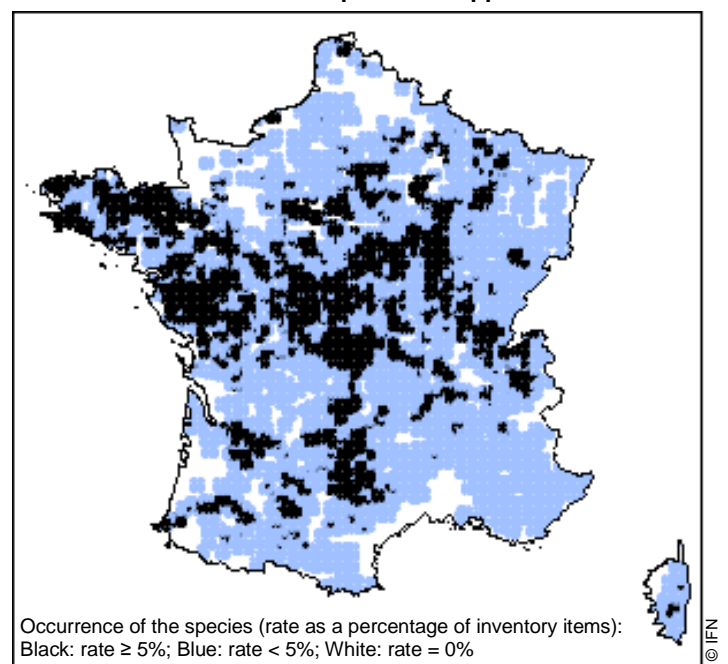 Occurrence of the species (rate as a percentage of inventory items):
Black: rate ≥ 5%; Blue: rate < 5%; White: rate = 0%
© IFN